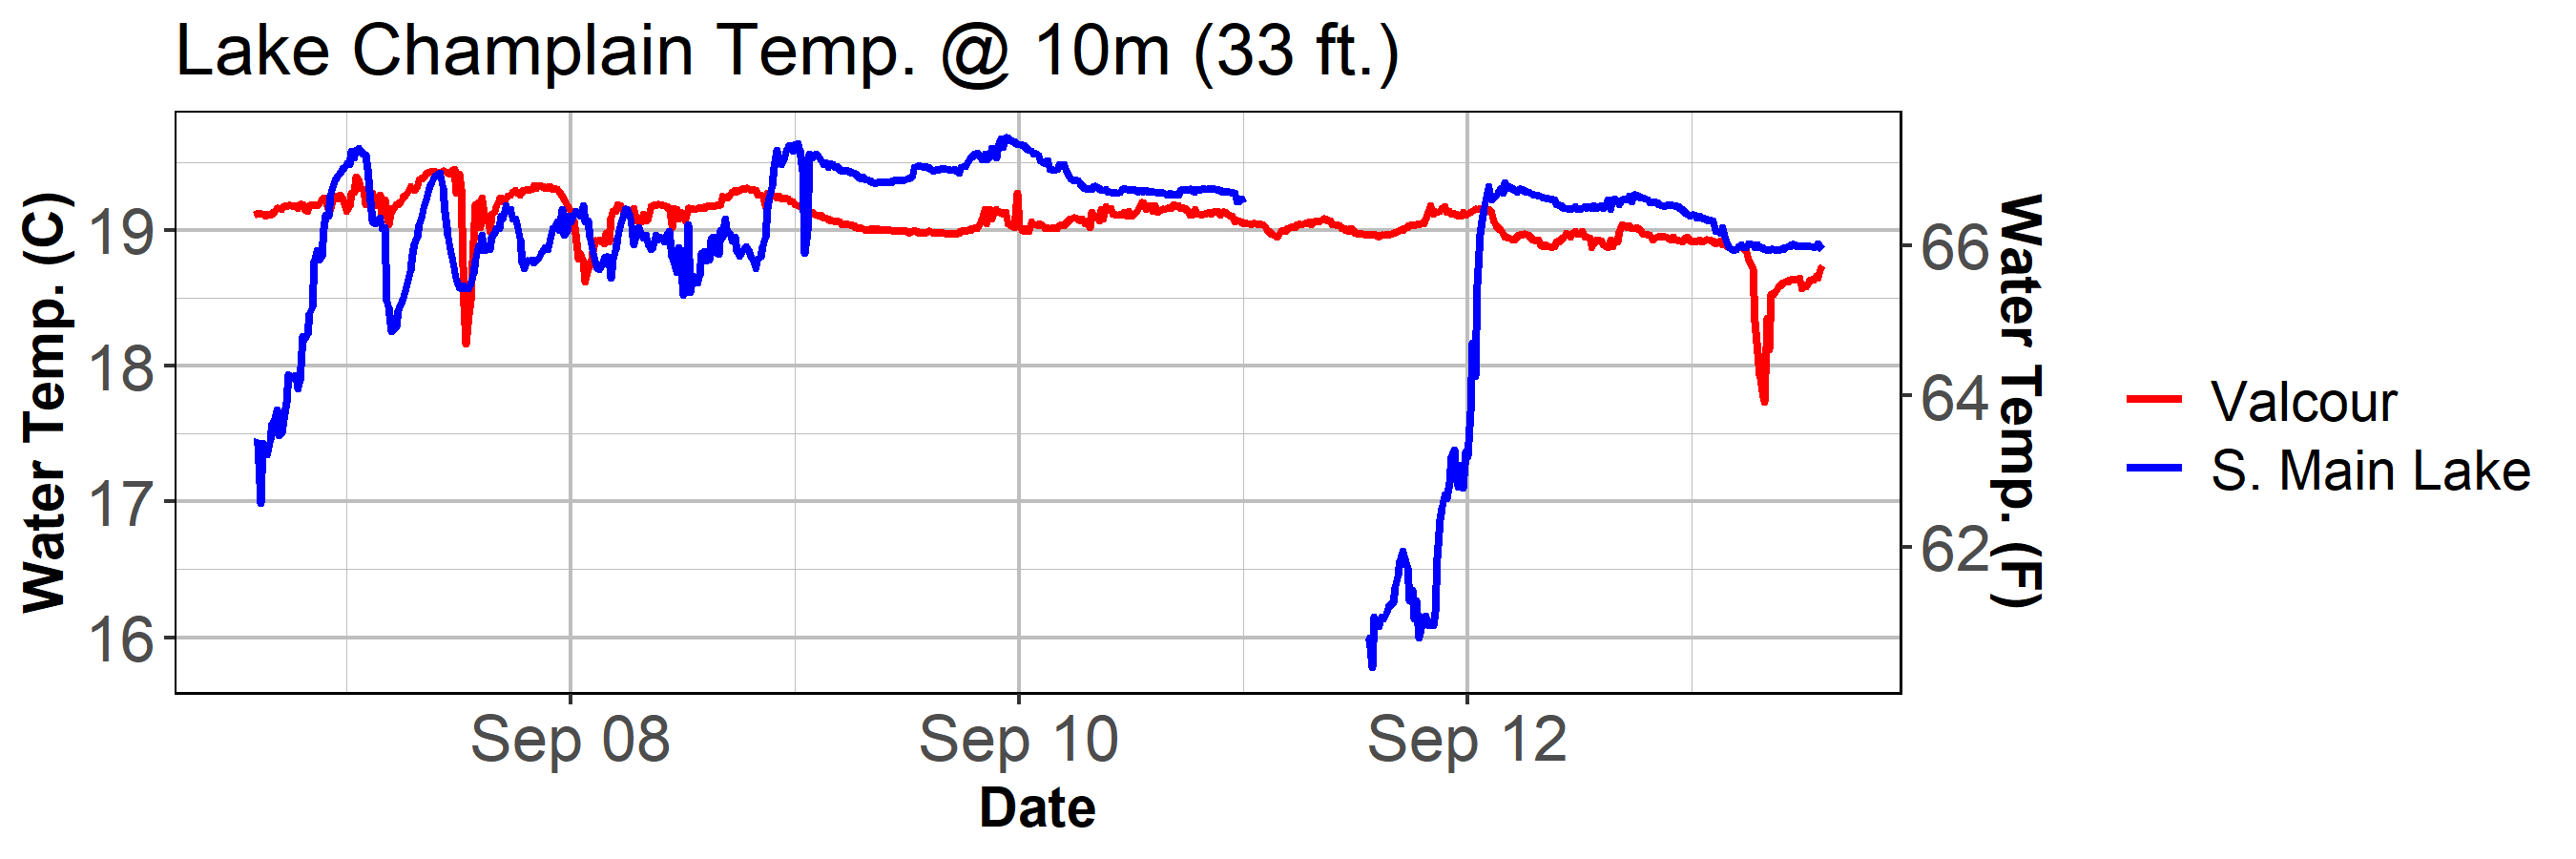 Lake Champlain Temp. @ 10m (33 ft.)
Water Temp. (C)
19
18
17
16
66
64
62
Water Temp. (F)
Sep 08
Sep 10
Sep 12
Date
Valcour
S. Main Lake